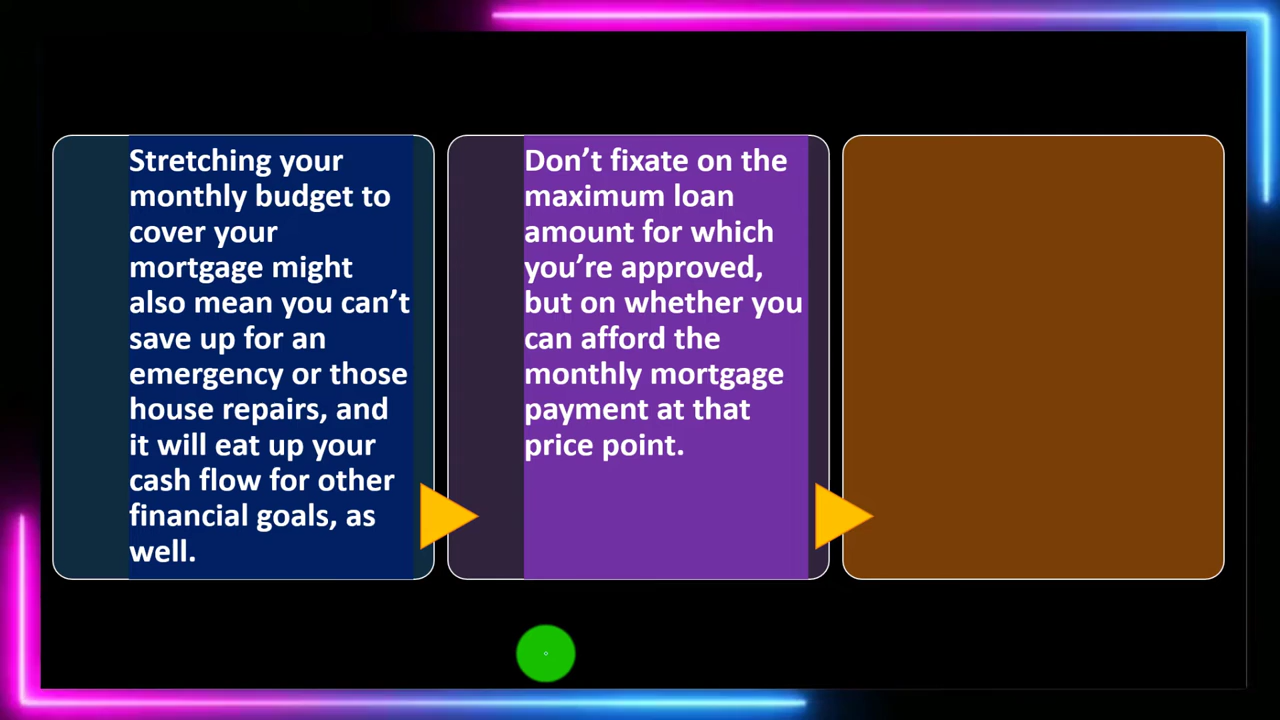 Stretching your
monthly budget to
cover your
mortgage might
also mean you can’t
save up for an
emergency or those
house repairs, and
it will eat up your
cash flow for other
financial goals, as
well.
Don’t fixate on the
maximum loan
amount for which
you’re approved,
but on whether you
can afford the
monthly mortgage
payment at that
price point.